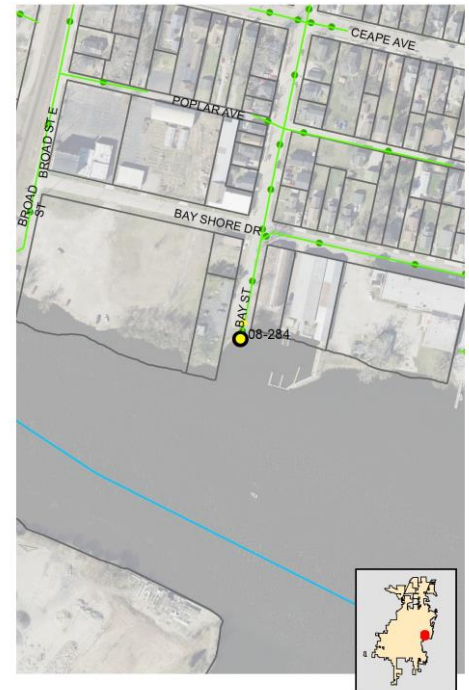 CEAPE AVE
POPLAR AVE
BROAD ST E
BROAD ST
BAY SHORE DR
BAY ST
08-284